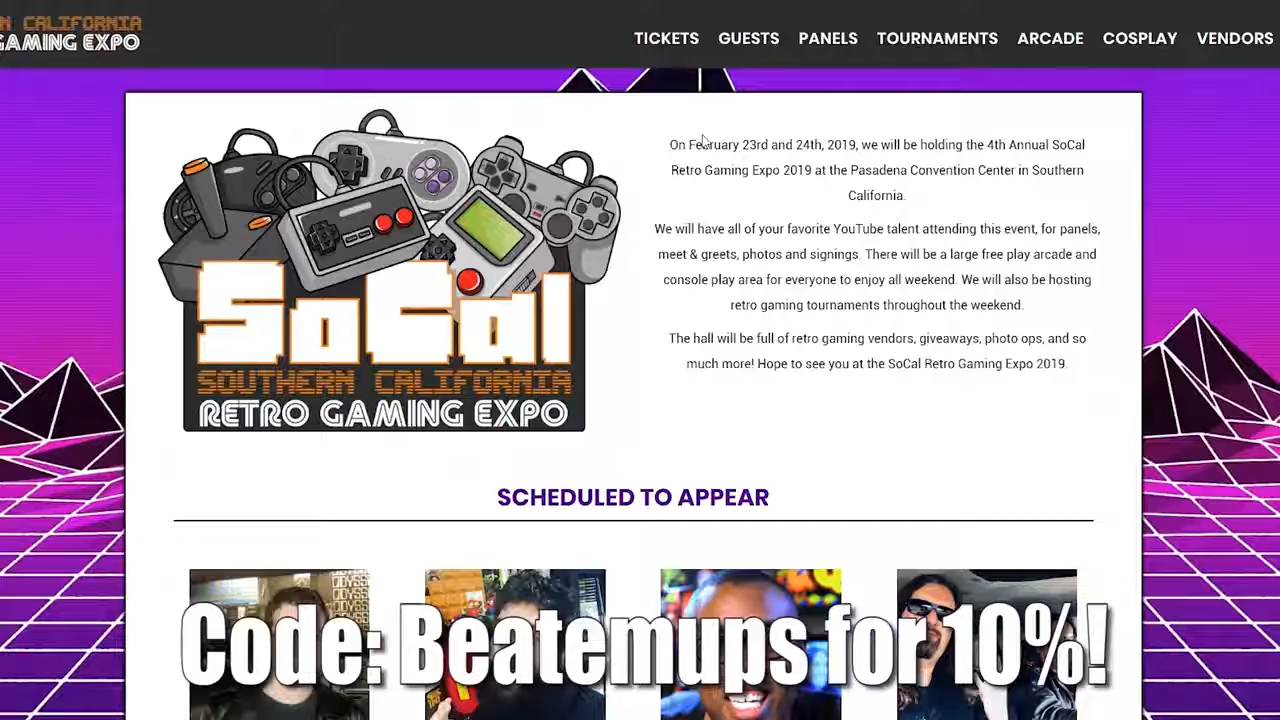 N CALIFORNIA
GAMING EXPO
TICKETS GUESTS PANELS TOURNAMENTS ARCADE COSPLAY VENDORS
On February 23rd and 24th, 2019, we will be holding the 4th Annual SoCal
Retro Gaming Expo 2019 at the Pasadena Convention Center in Southern
California.
We will have all of your favorite YouTube talent attending this event, for panels,
meet & greets, photos and signings. There will be a large free play arcade and
console play area for everyone to enjoy all weekend. We will also be hosting
retro gaming tournaments throughout the weekend.
The hall will be full of retro gaming vendors, giveaways, photo ops, and so
much more! Hope to see you at the SoCal Retro Gaming Expo 2019.
SoCal
SOUTHERN CALIFORNIA
RETRO GAMING EXPO
SCHEDULED TO APPEAR
Code: Beatemups for 10%!